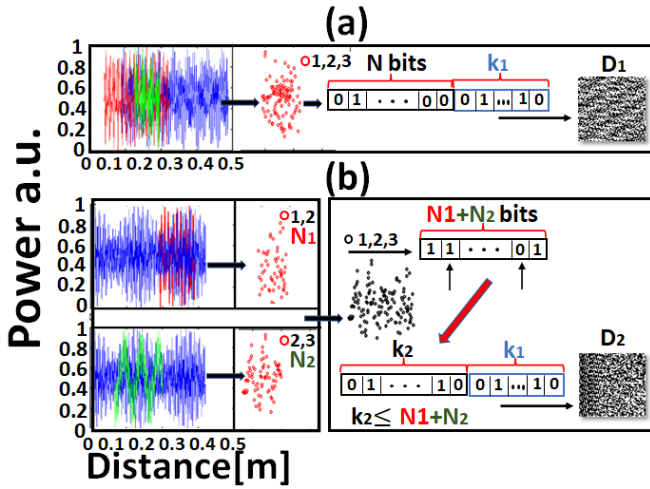 (a)
Power a.u.
1
0.8
0.6
0.4
0.2
0
0 0.1 0.2 0.3 0.4 0.5
1,2,3
N bits
k1
0 1 . . . 0 0 0 1 ... 1 0
D1
(b)
1
0.8
0.6
0.4
0.2
0
1,2
N1
1
0.8
0.6
0.4
0.2
0
0 0.1 0.2 0.3 0.4 0.5
Distance[m]
2,3
N2
1,2,3
N1+N2 bits
1 1 . . . 0 1
k2
k1
0 1 . . . 1 0 0 1 ... 1 0
k2 ≤ N1+N2
D2